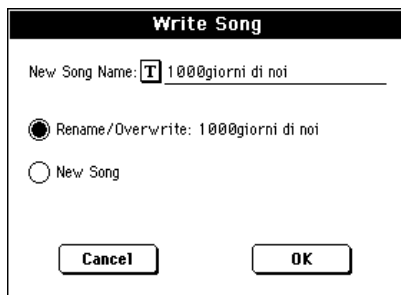 Write Song
New Song Name: T 1000giorni di noi
Rename/Overwrite: 1000giorni di noi
New Song
Cancel OK